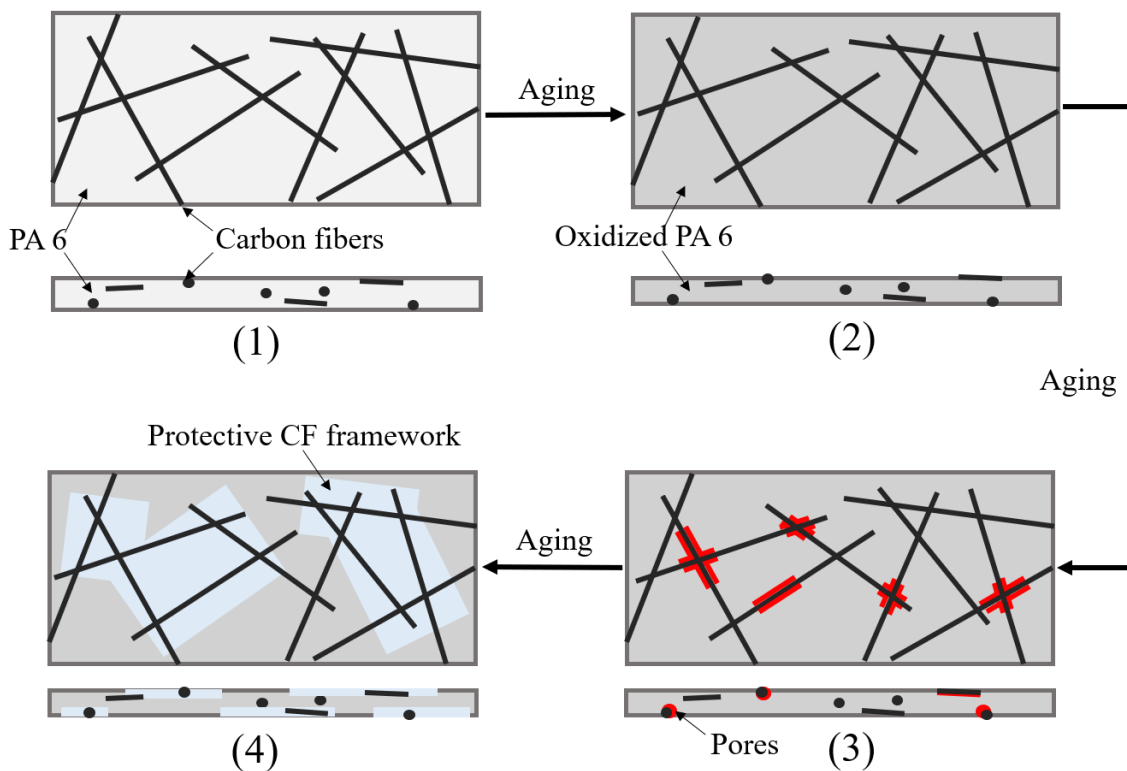 Aging
PA 6
Carbon fibers
Oxidized PA 6
(1)
(2)
Aging
Protective CF framework
Aging
Pores
(4)
(3)